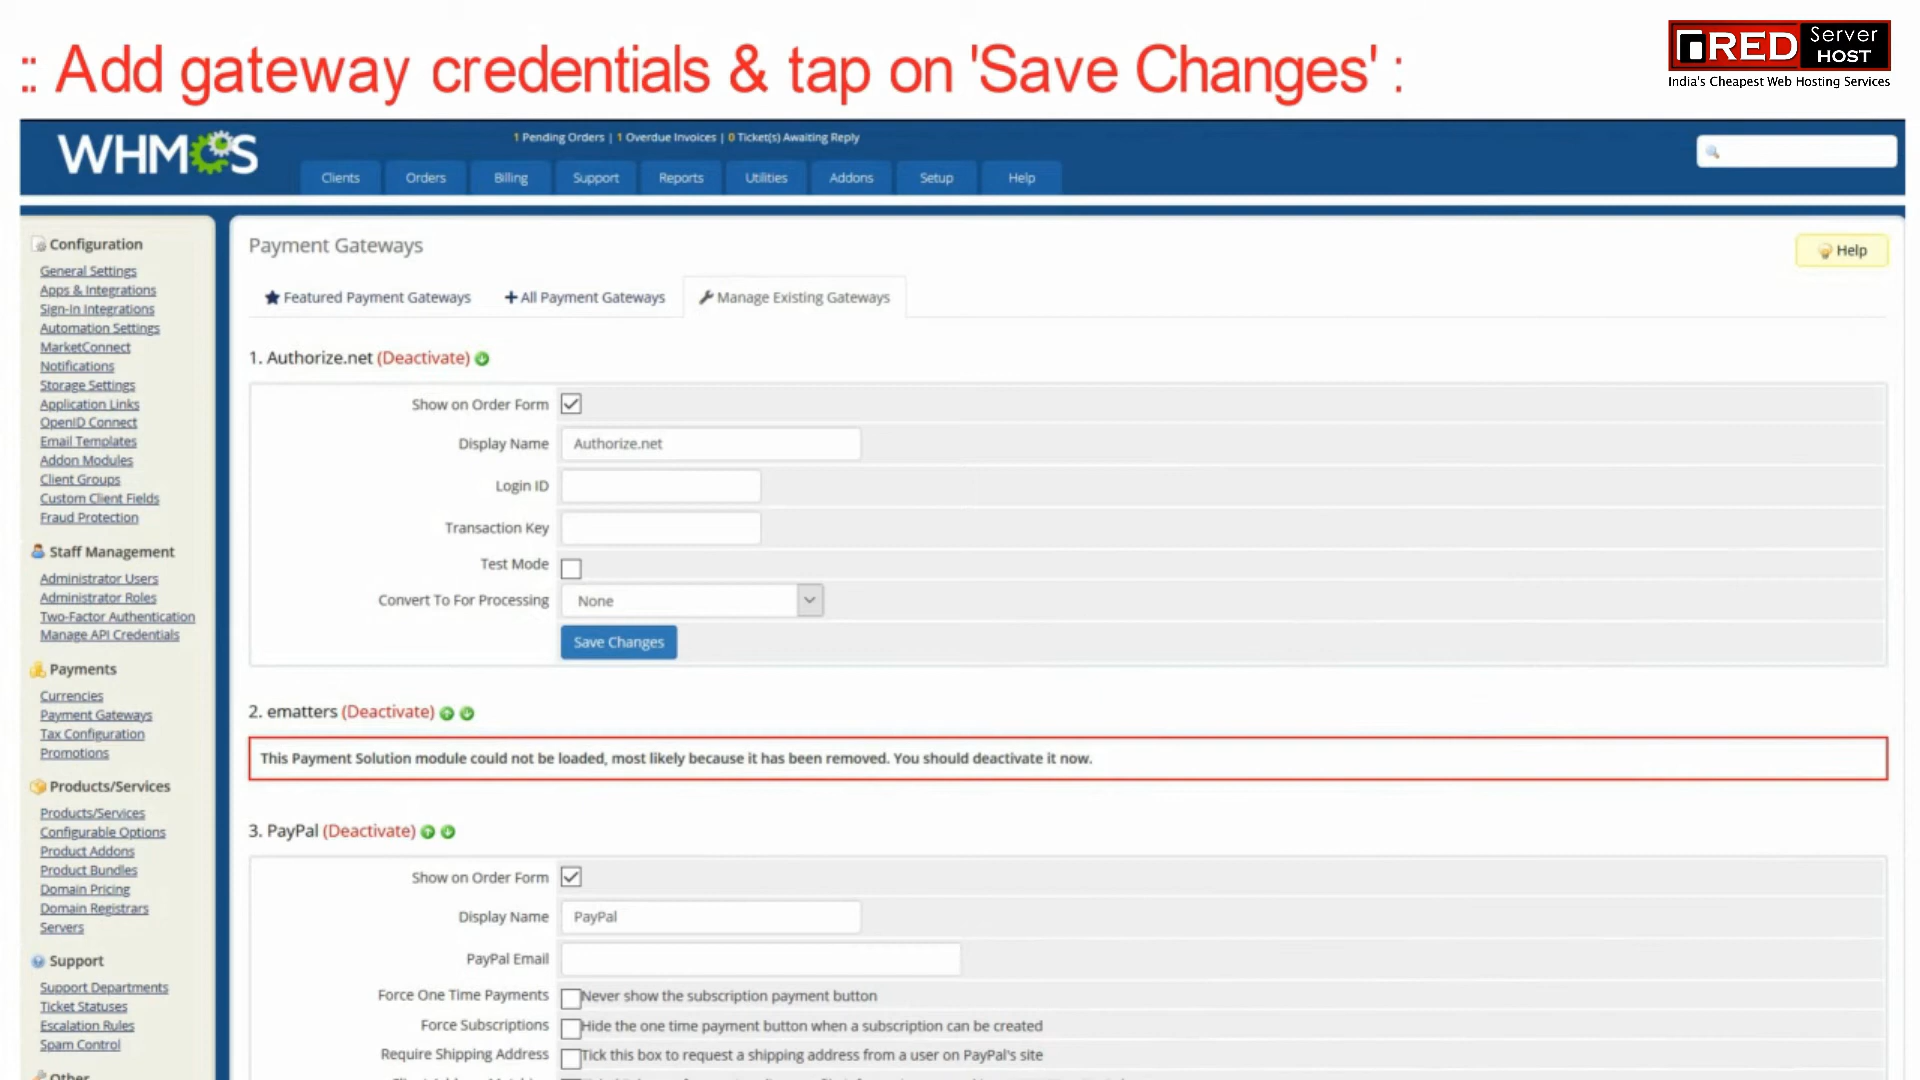 :: Add gateway credentials & tap on 'Save Changes' :
RED Server HOST
India's Cheapest Web Hosting Services
WHMCS
1 Pending Orders | 1 Overdue Invoices | 0 Ticket(s) Awaiting Reply
Clients Orders Billing Support Reports Utilities Addons Setup Help
Configuration
General Settings
Apps & Integrations
Sign-In Integrations
Automation Settings
MarketConnect
Notifications
Storage Settings
Application Links
OpenID Connect
Email Templates
Addon Modules
Client Groups
Custom Client Fields
Fraud Protection
Staff Management
Administrator Users
Administrator Roles
Two-Factor Authentication
Manage API Credentials
Payments
Currencies
Payment Gateways
Tax Configuration
Promotions
Products/Services
Products/Services
Configurable Options
Product Addons
Product Bundles
Domain Pricing
Domain Registrars
Servers
Support
Support Departments
Ticket Statuses
Escalation Rules
Spam Control
Other
Payment Gateways
Help
Featured Payment Gateways All Payment Gateways Manage Existing Gateways
1. Authorize.net (Deactivate)
Show on Order Form
Display Name Authorize.net
Login ID
Transaction Key
Test Mode
Convert To For Processing None
Save Changes
2. ematters (Deactivate)
This Payment Solution module could not be loaded, most likely because it has been removed. You should deactivate it now.
3. PayPal (Deactivate)
Show on Order Form
Display Name PayPal
PayPal Email
Force One Time Payments Never show the subscription payment button
Force Subscriptions Hide the one time payment button when a subscription can be created
Require Shipping Address Tick this box to request a shipping address from a user on PayPal's site